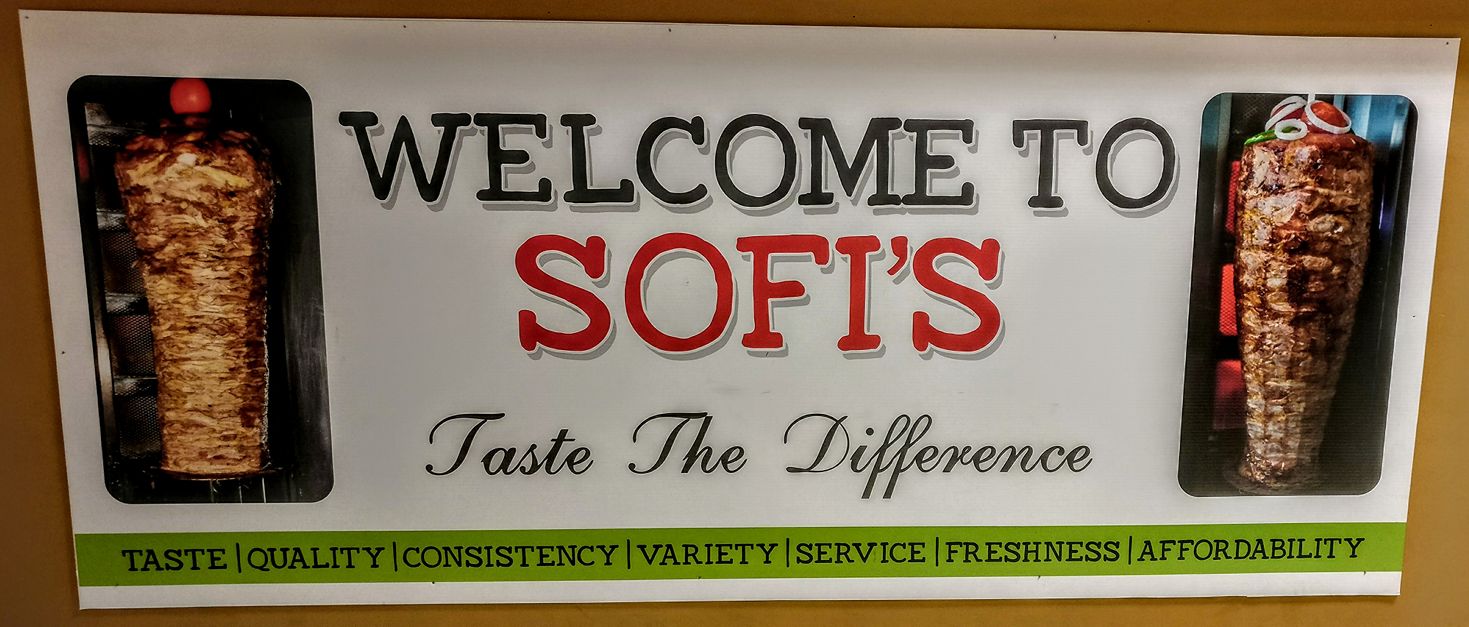 WELCOME TO
SOFI'S
Taste The Difference
TASTE | QUALITY | CONSISTENCY | VARIETY | SERVICE | FRESHNESS | AFFORDABILITY